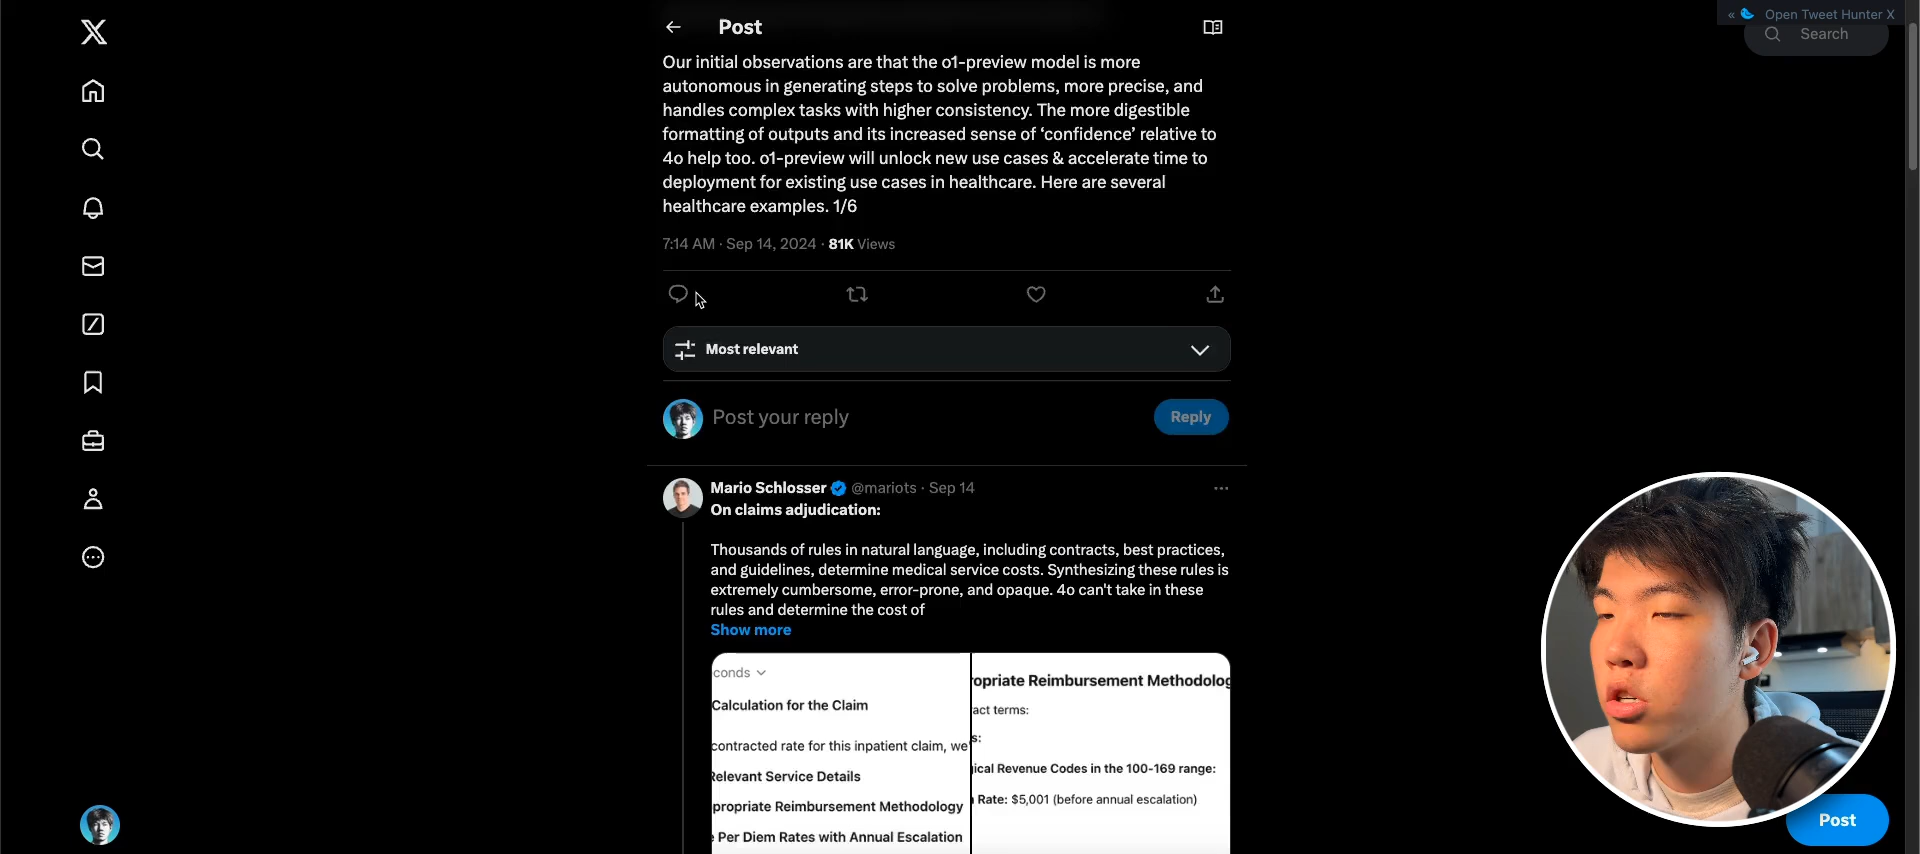 « Open Tweet Hunter X
Post
Search
Our initial observations are that the o1-preview model is more
autonomous in generating steps to solve problems, more precise, and
handles complex tasks with higher consistency. The more digestible
formatting of outputs and its increased sense of ‘confidence’ relative to
4o help too. o1-preview will unlock new use cases & accelerate time to
deployment for existing use cases in healthcare. Here are several
healthcare examples. 1/6
7:14 AM · Sep 14, 2024 · 81K Views
Most relevant
Post your reply
Reply
Mario Schlosser @mariots · Sep 14
On claims adjudication:
Thousands of rules in natural language, including contracts, best practices,
and guidelines, determine medical service costs. Synthesizing these rules is
extremely cumbersome, error-prone, and opaque. 4o can't take in these
rules and determine the cost of
Show more
conds
Calculation for the Claim
contracted rate for this inpatient claim, we'
Relevant Service Details
propriate Reimbursement Methodology
Per Diem Rates with Annual Escalation
ropriate Reimbursement Methodolog
act terms:
s:
ical Revenue Codes in the 100-169 range:
Rate: $5,001 (before annual escalation)
Post